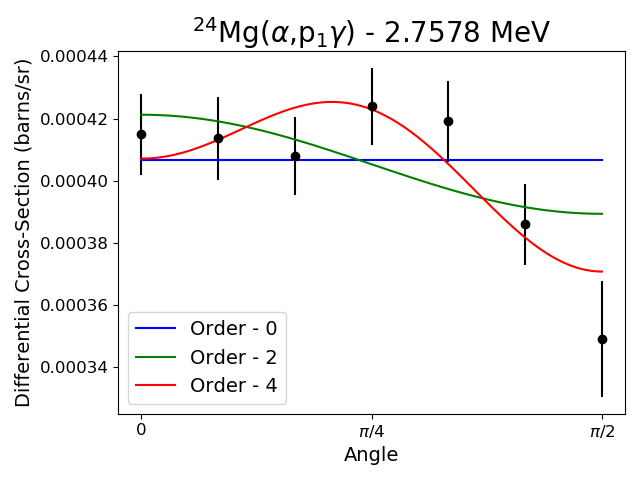 ²⁴Mg(α,p₁γ) - 2.7578 MeV
Differential Cross-Section (barns/sr)
0.00044
0.00042
0.00040
0.00038
0.00036
0.00034
Order - 0
Order - 2
Order - 4
0
π/4
π/2
Angle